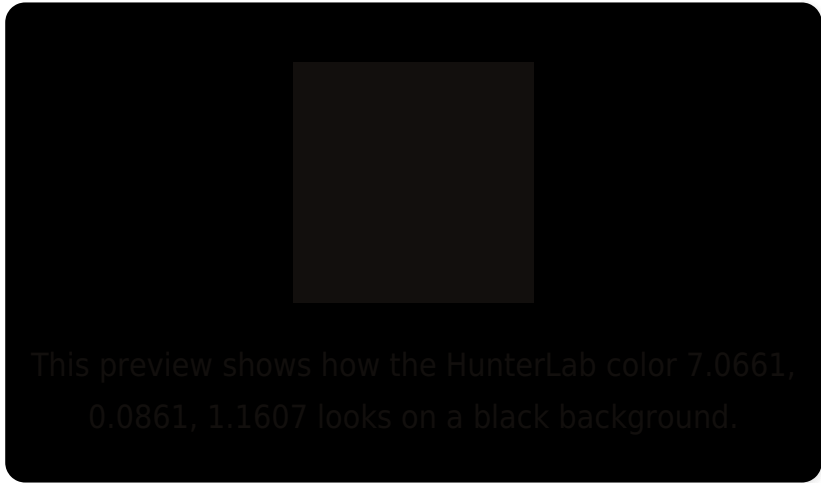 This preview shows how the HunterLab color 7.0661,
0.0861, 1.1607 looks on a black background.